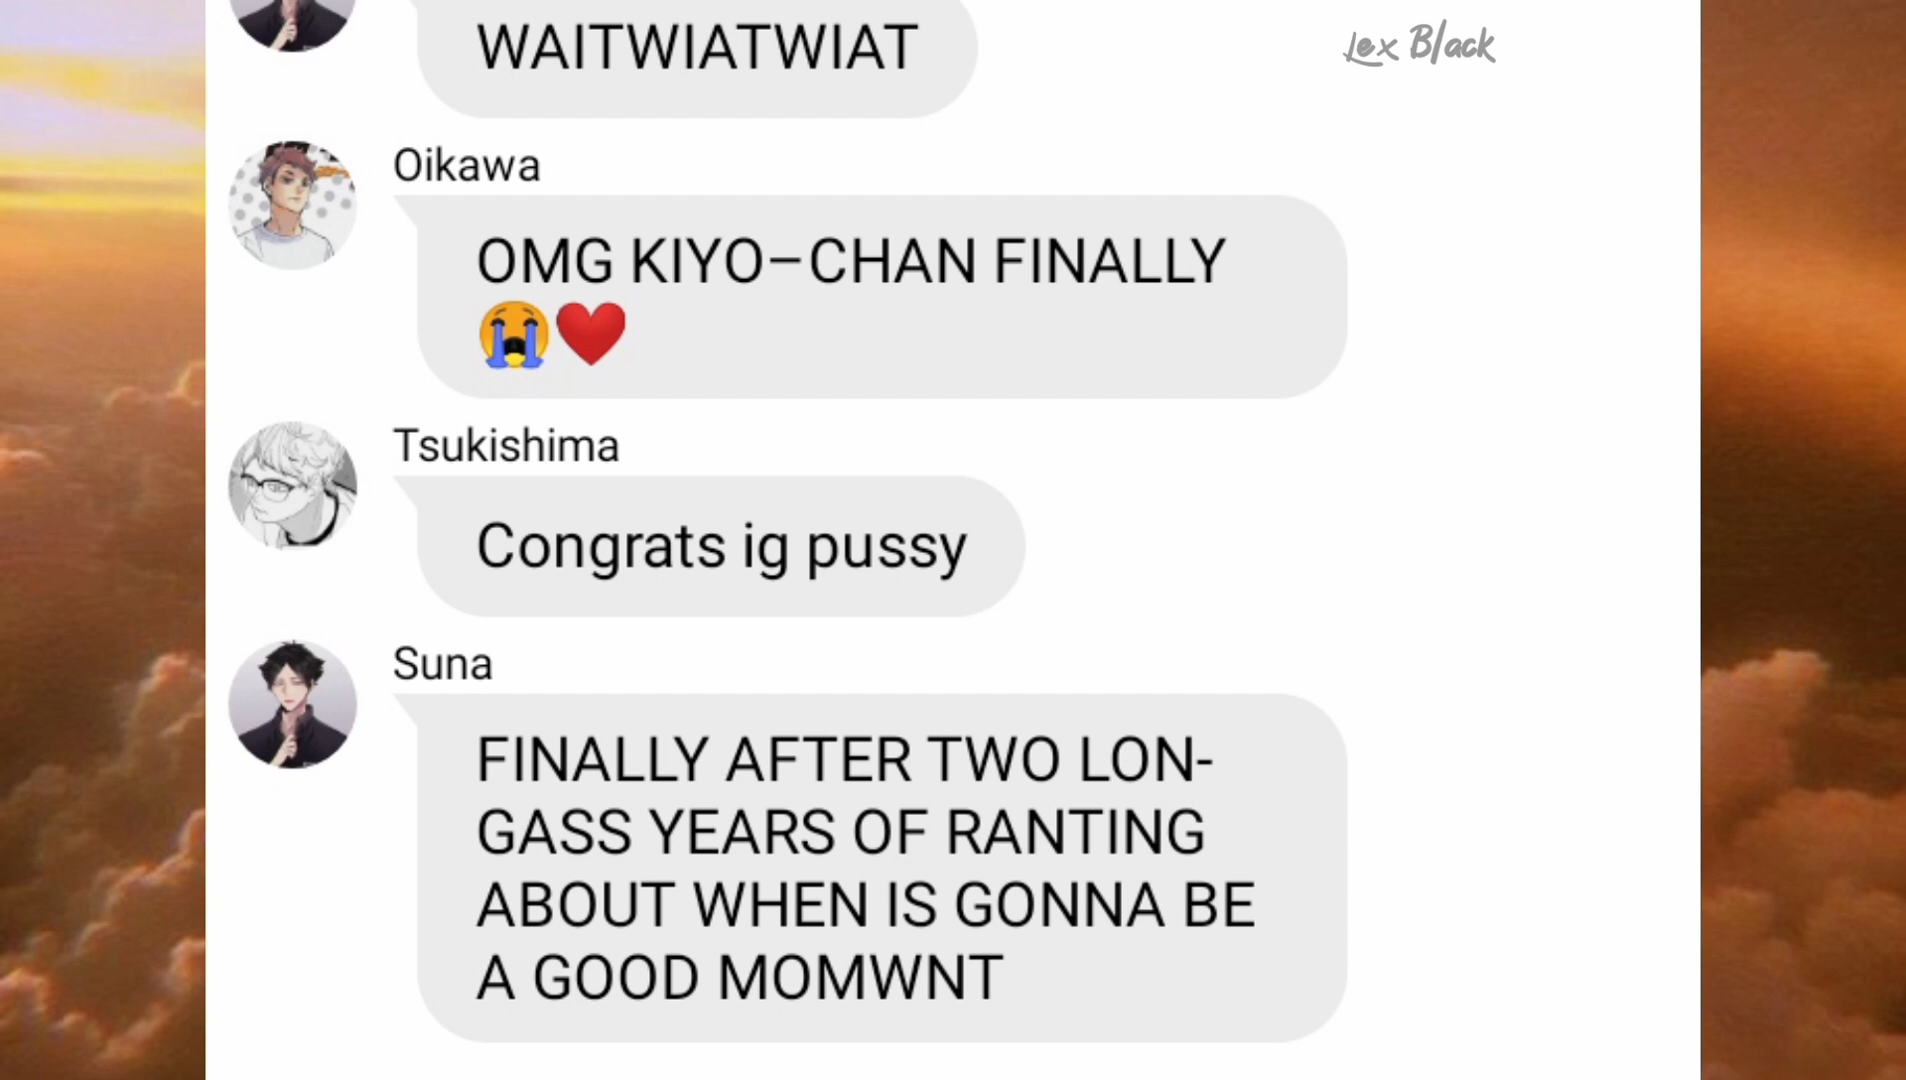 WAITWIATWIAT
Lex Black
Oikawa
OMG KIYO–CHAN FINALLY
😭❤️
Tsukishima
Congrats ig pussy
Suna
FINALLY AFTER TWO LON-
GASS YEARS OF RANTING
ABOUT WHEN IS GONNA BE
A GOOD MOMWNT